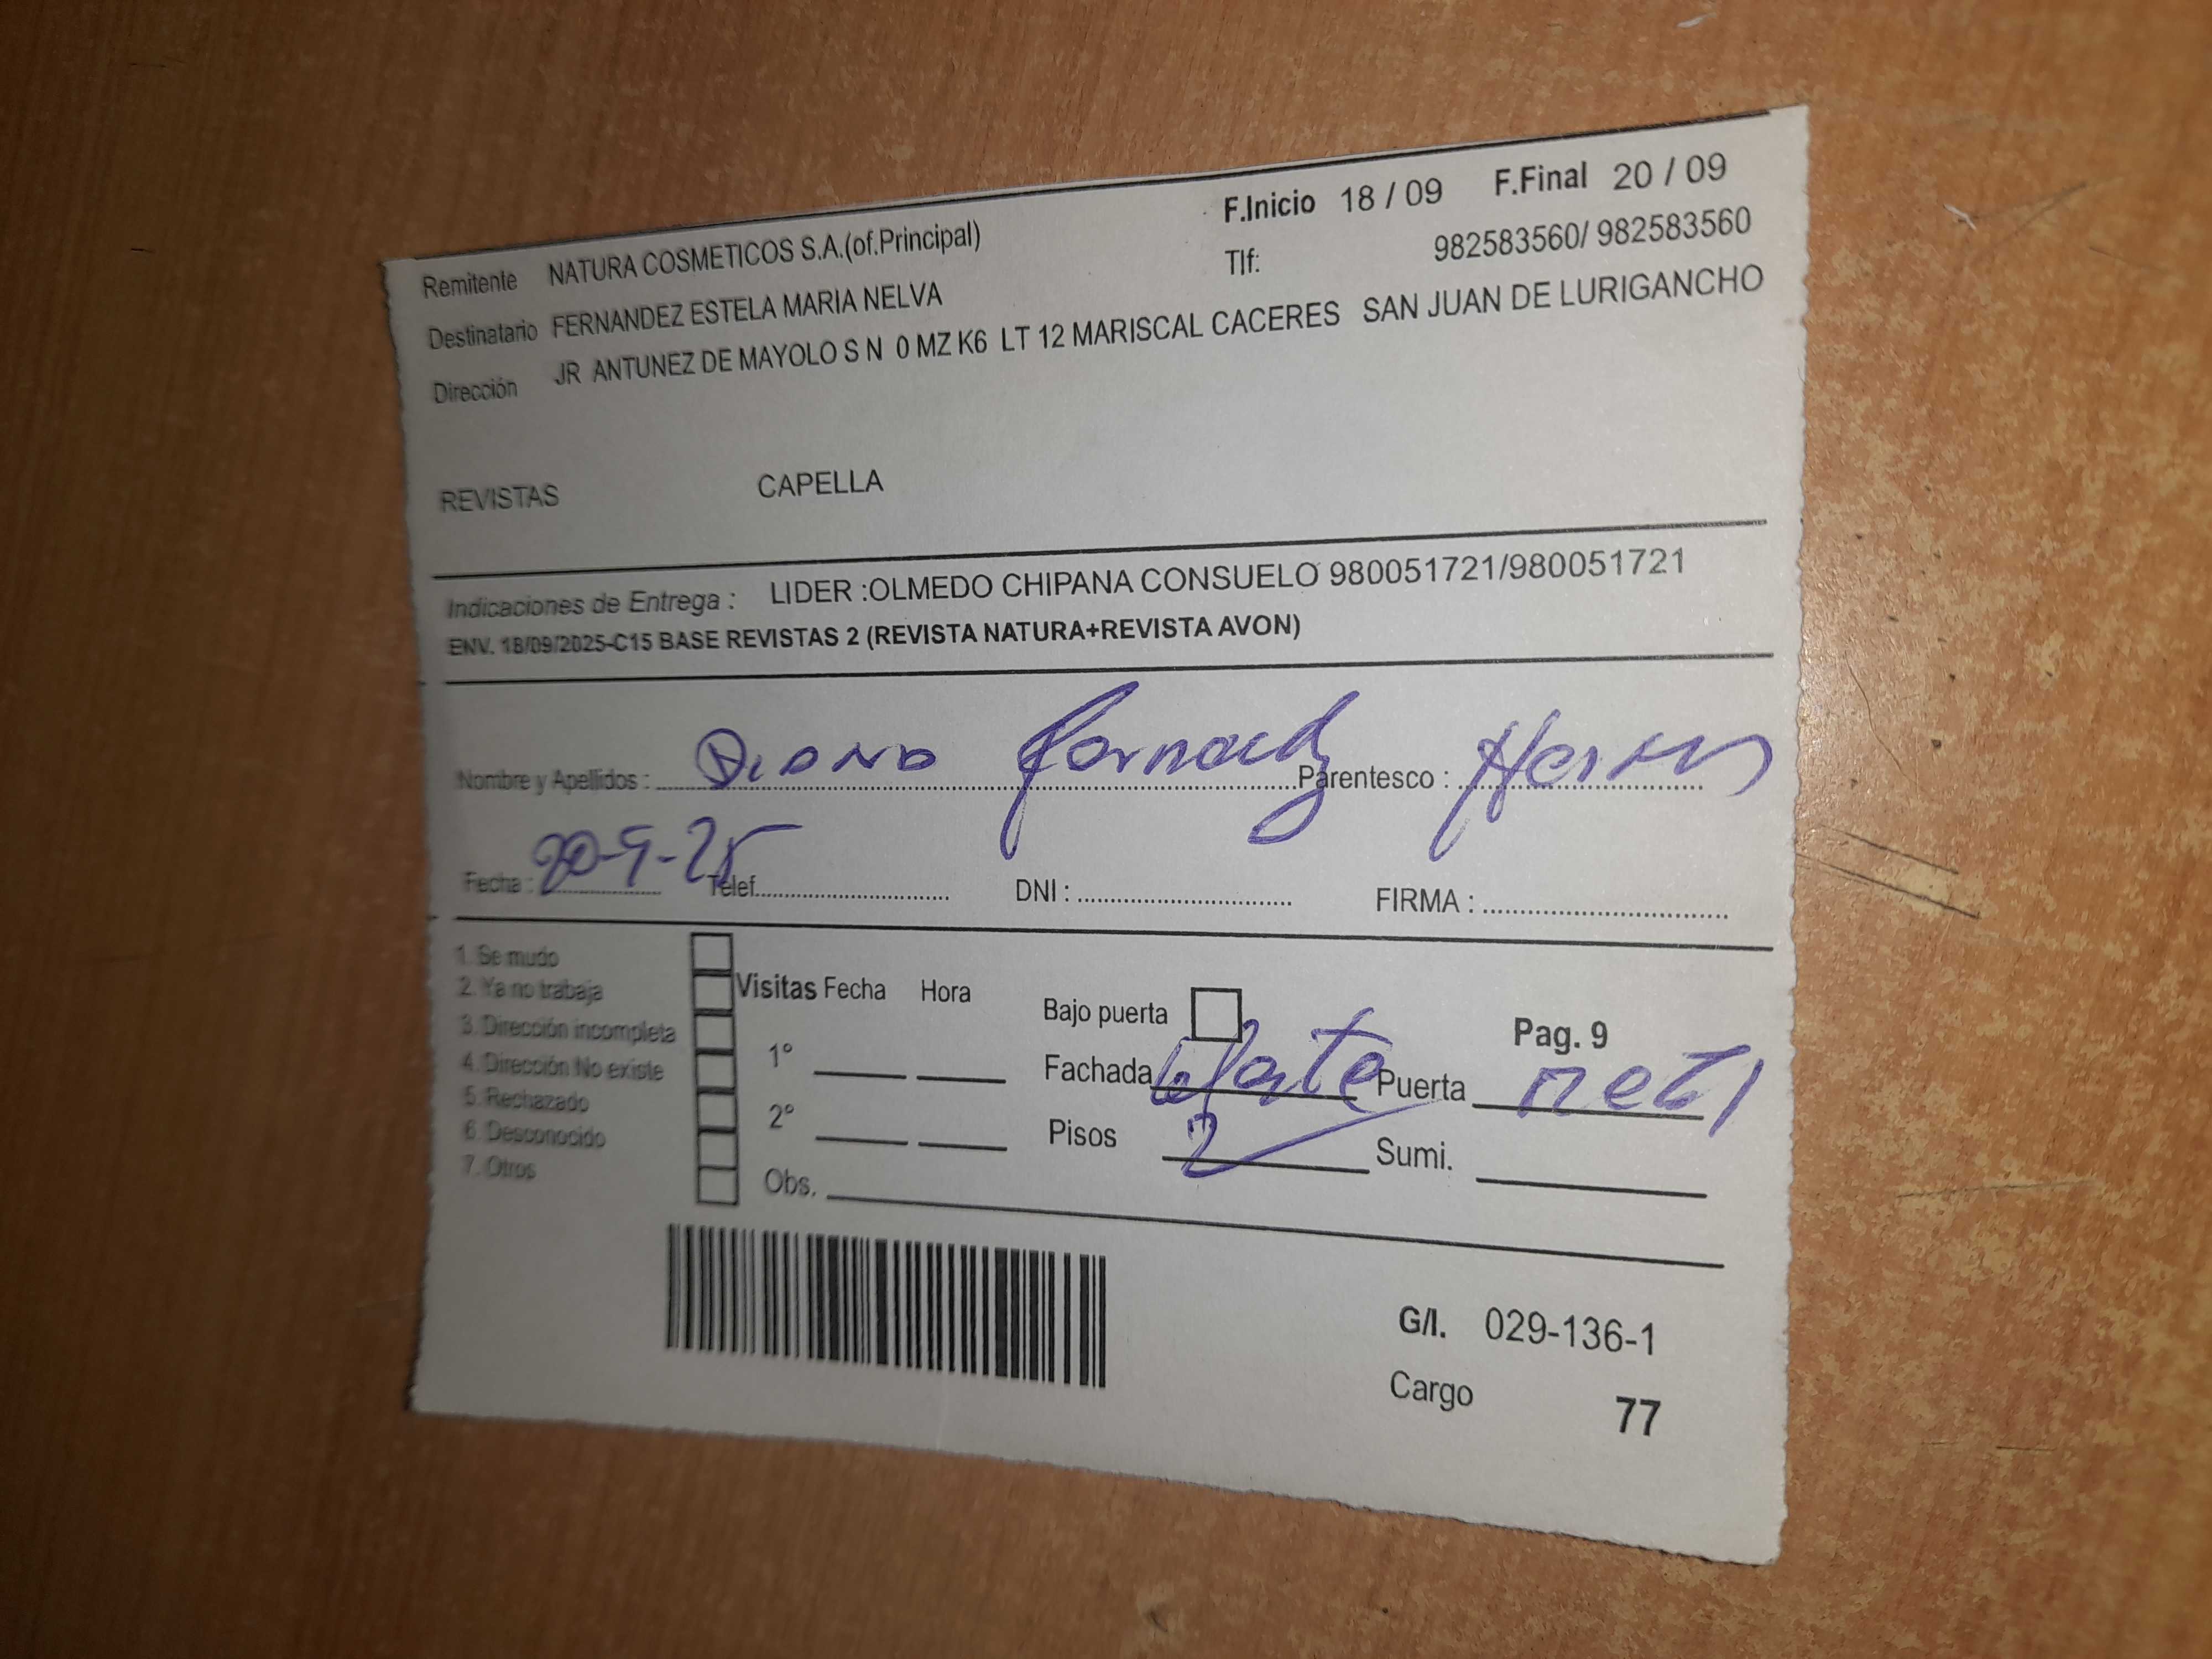 F.Inicio 18 / 09 F.Final 20 / 09
Remitente NATURA COSMETICOS S.A.(of.Principal) Tlf: 982583560/ 982583560
Destinatario FERNANDEZ ESTELA MARIA NELVA
Dirección JR ANTUNEZ DE MAYOLO S N 0 MZ K6 LT 12 MARISCAL CACERES SAN JUAN DE LURIGANCHO
REVISTAS CAPELLA
Indicaciones de Entrega : LIDER :OLMEDO CHIPANA CONSUELO 980051721/980051721
ENV. 18/09/2025-C15 BASE REVISTAS 2 (REVISTA NATURA+REVISTA AVON)
Nombre y Apellidos : Diana Parentesco :
Fecha : 20-9-25 Telef. DNI : FIRMA :
1. Se mudo
2. Ya no trabaja Visitas Fecha Hora Bajo puerta Pag. 9
3. Dirección incompleta
4. Dirección No existe 1° Fachada Puerta
5. Rechazado
6. Desconocido 2° Pisos 2 Sumi.
7. Otros Obs.
G/I. 029-136-1
Cargo 77